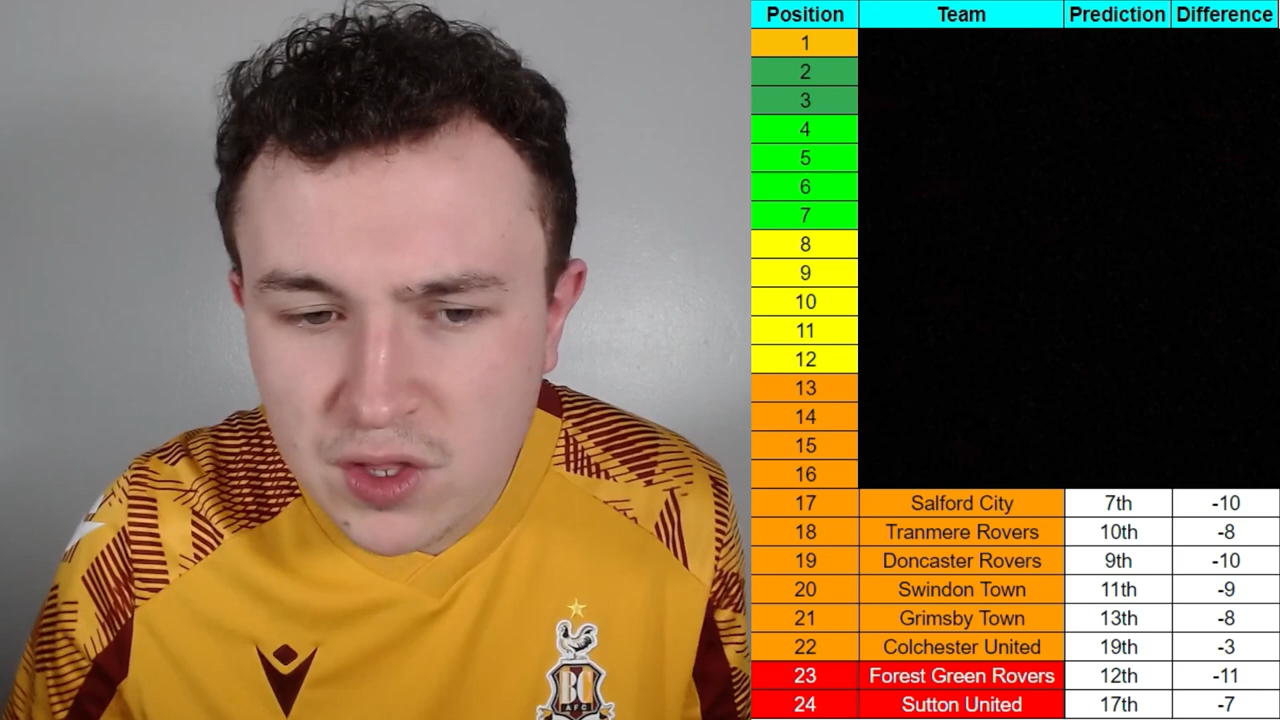 Position Team Prediction Difference
1
2
3
4
5
6
7
8
9
10
11
12
13
14
15
16
17 Salford City 7th -10
18 Tranmere Rovers 10th -8
19 Doncaster Rovers 9th -10
20 Swindon Town 11th -9
21 Grimsby Town 13th -8
22 Colchester United 19th -3
23 Forest Green Rovers 12th -11
24 Sutton United 17th -7
BC
AFC